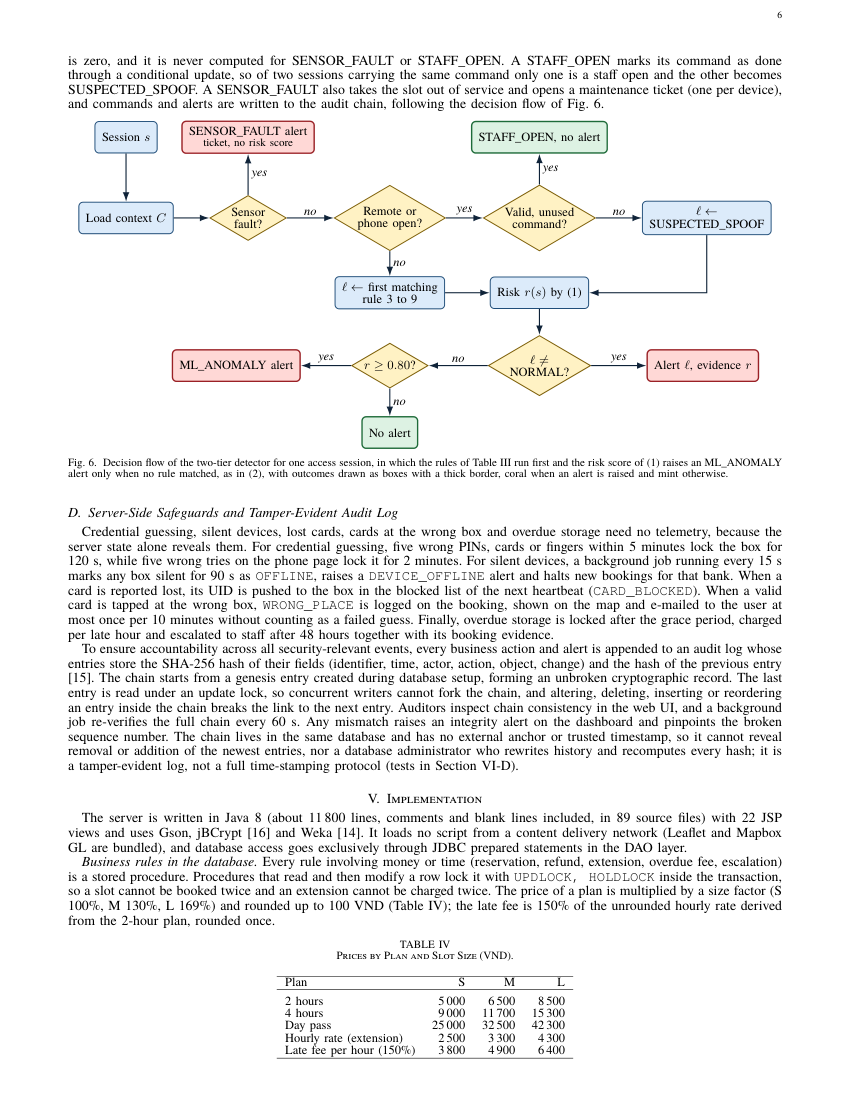 6
is zero, and it is never computed for SENSOR_FAULT or STAFF_OPEN. A STAFF_OPEN marks its command as done
through a conditional update, so of two sessions carrying the same command only one is a staff open and the other becomes
SUSPECTED_SPOOF. A SENSOR_FAULT also takes the slot out of service and opens a maintenance ticket (one per device),
and commands and alerts are written to the audit chain, following the decision flow of Fig. 6.
Session s
SENSOR_FAULT alert
ticket, no risk score
STAFF_OPEN, no alert
yes
yes
Load context C
Sensor
fault?
no
Remote or
phone open?
yes
Valid, unused
command?
no
ℓ ←
SUSPECTED_SPOOF
no
ℓ ← first matching
rule 3 to 9
Risk r(s) by (1)
ML_ANOMALY alert
yes
r ≥ 0.80?
no
ℓ ≠
NORMAL?
yes
Alert ℓ, evidence r
no
No alert
Fig. 6. Decision flow of the two-tier detector for one access session, in which the rules of Table III run first and the risk score of (1) raises an ML_ANOMALY
alert only when no rule matched, as in (2), with outcomes drawn as boxes with a thick border, coral when an alert is raised and mint otherwise.
D. Server-Side Safeguards and Tamper-Evident Audit Log
Credential guessing, silent devices, lost cards, cards at the wrong box and overdue storage need no telemetry, because the
server state alone reveals them. For credential guessing, five wrong PINs, cards or fingers within 5 minutes lock the box for
120 s, while five wrong tries on the phone page lock it for 2 minutes. For silent devices, a background job running every 15 s
marks any box silent for 90 s as OFFLINE, raises a DEVICE_OFFLINE alert and halts new bookings for that bank. When a
card is reported lost, its UID is pushed to the box in the blocked list of the next heartbeat (CARD_BLOCKED). When a valid
card is tapped at the wrong box, WRONG_PLACE is logged on the booking, shown on the map and e-mailed to the user at
most once per 10 minutes without counting as a failed guess. Finally, overdue storage is locked after the grace period, charged
per late hour and escalated to staff after 48 hours together with its booking evidence.
To ensure accountability across all security-relevant events, every business action and alert is appended to an audit log whose
entries store the SHA-256 hash of their fields (identifier, time, actor, action, object, change) and the hash of the previous entry
[15]. The chain starts from a genesis entry created during database setup, forming an unbroken cryptographic record. The last
entry is read under an update lock, so concurrent writers cannot fork the chain, and altering, deleting, inserting or reordering
an entry inside the chain breaks the link to the next entry. Auditors inspect chain consistency in the web UI, and a background
job re-verifies the full chain every 60 s. Any mismatch raises an integrity alert on the dashboard and pinpoints the broken
sequence number. The chain lives in the same database and has no external anchor or trusted timestamp, so it cannot reveal
removal or addition of the newest entries, nor a database administrator who rewrites history and recomputes every hash; it is
a tamper-evident log, not a full time-stamping protocol (tests in Section VI-D).
V. Implementation
The server is written in Java 8 (about 11 800 lines, comments and blank lines included, in 89 source files) with 22 JSP
views and uses Gson, jBCrypt [16] and Weka [14]. It loads no script from a content delivery network (Leaflet and Mapbox
GL are bundled), and database access goes exclusively through JDBC prepared statements in the DAO layer.
Business rules in the database. Every rule involving money or time (reservation, refund, extension, overdue fee, escalation)
is a stored procedure. Procedures that read and then modify a row lock it with UPDLOCK, HOLDLOCK inside the transaction,
so a slot cannot be booked twice and an extension cannot be charged twice. The price of a plan is multiplied by a size factor (S
100%, M 130%, L 169%) and rounded up to 100 VND (Table IV); the late fee is 150% of the unrounded hourly rate derived
from the 2-hour plan, rounded once.
TABLE IV
Prices by Plan and Slot Size (VND).
Plan S M L
2 hours 5 000 6 500 8 500
4 hours 9 000 11 700 15 300
Day pass 25 000 32 500 42 300
Hourly rate (extension) 2 500 3 300 4 300
Late fee per hour (150%) 3 800 4 900 6 400